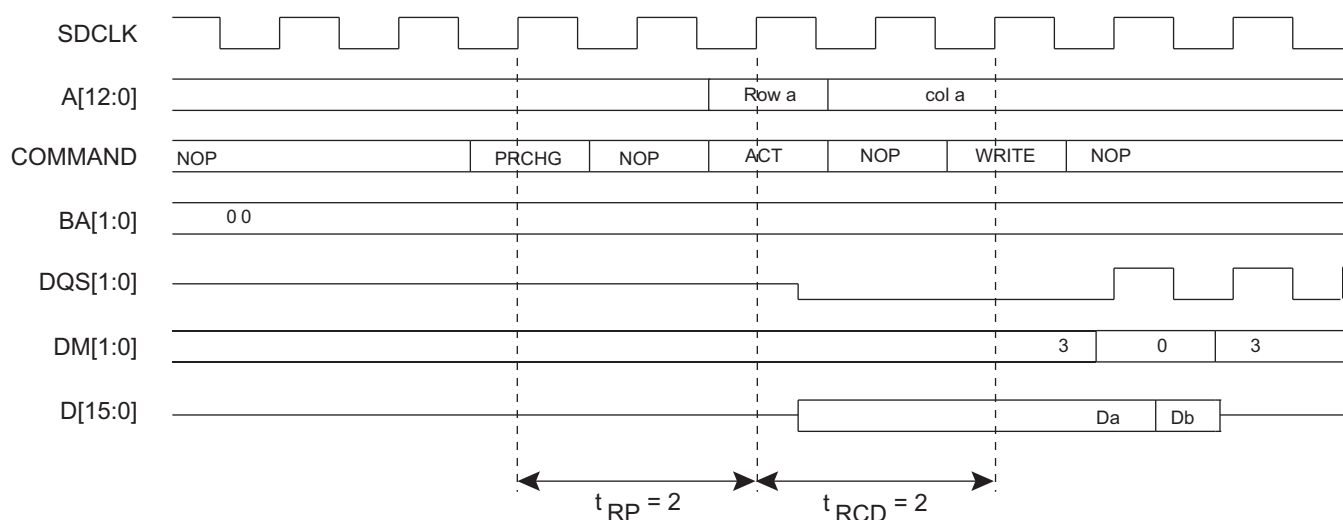 SDCLK
A[12:0] Row a col a
COMMAND NOP PRCHG NOP ACT NOP WRITE NOP
BA[1:0] 0 0
DQS[1:0]
DM[1:0] 3 0 3
D[15:0] Da Db
t RP = 2 t RCD = 2